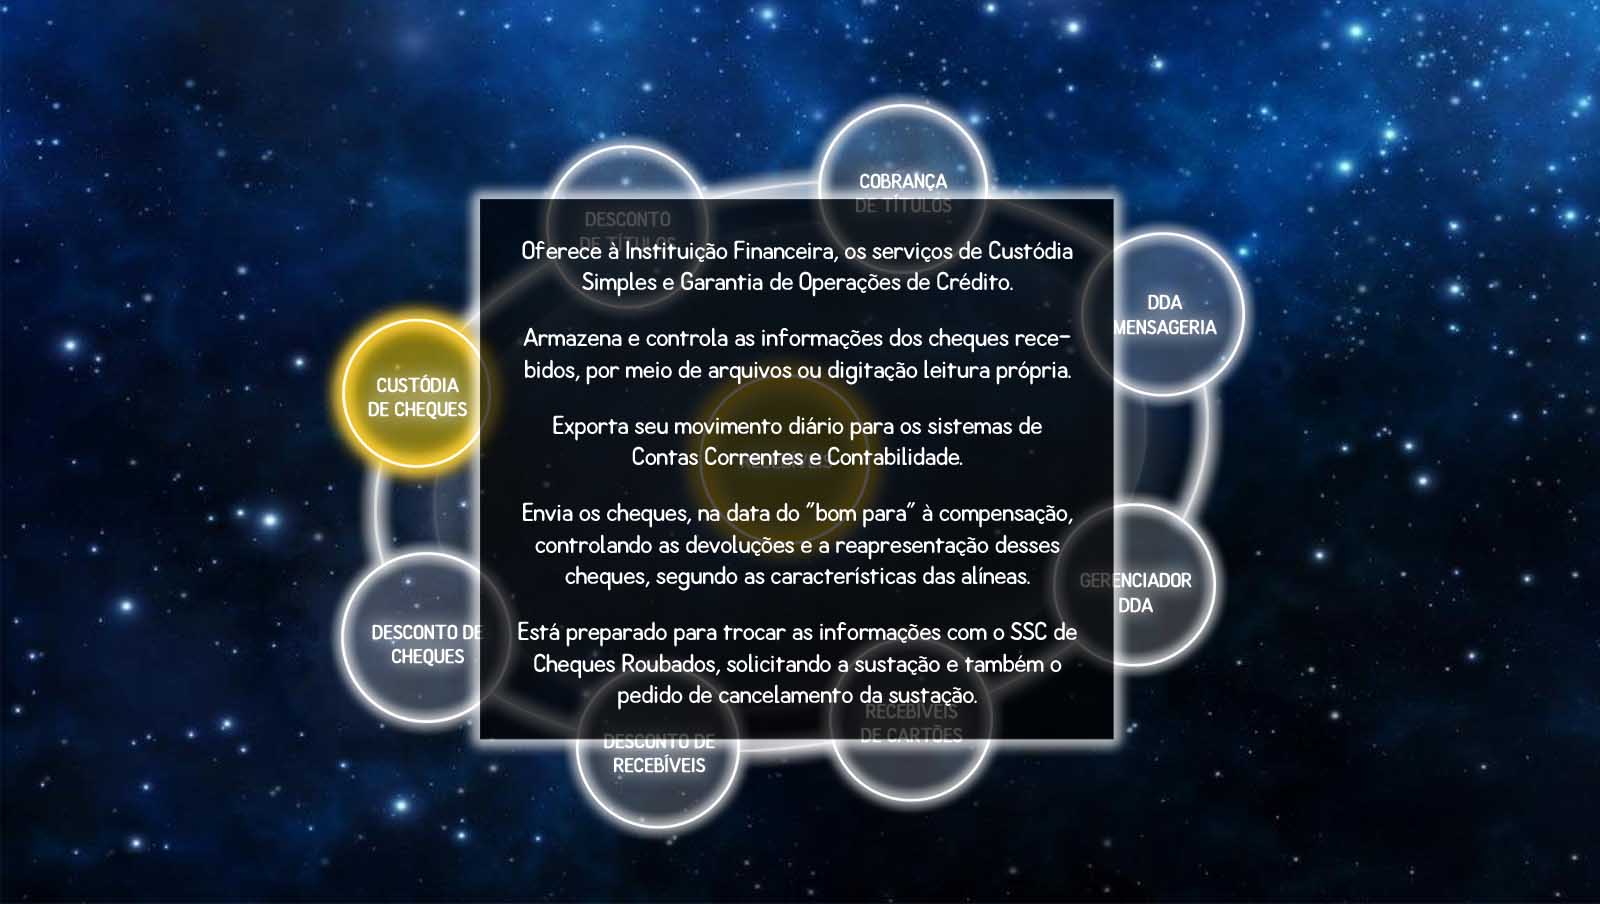 COBRANÇA
DE TÍTULOS
DESCONTO
DE TÍTULOS
Oferece à Instituição Financeira, os serviços de Custódia
Simples e Garantia de Operações de Crédito.
DDA
MENSAGERIA
Armazena e controla as informações dos cheques rece-
bidos, por meio de arquivos ou digitação leitura própria.
CUSTÓDIA
DE CHEQUES
Exporta seu movimento diário para os sistemas de
Contas Correntes e Contabilidade.
Envia os cheques, na data do "bom para" à compensação,
controlando as devoluções e a reapresentação desses
cheques, segundo as características das alíneas.
GERENCIADOR
DDA
DESCONTO DE
CHEQUES
Está preparado para trocar as informações com o SSC de
Cheques Roubados, solicitando a sustação e também o
pedido de cancelamento da sustação.
RECEBÍVEIS
DE CARTÕES
DESCONTO DE
RECEBÍVEIS